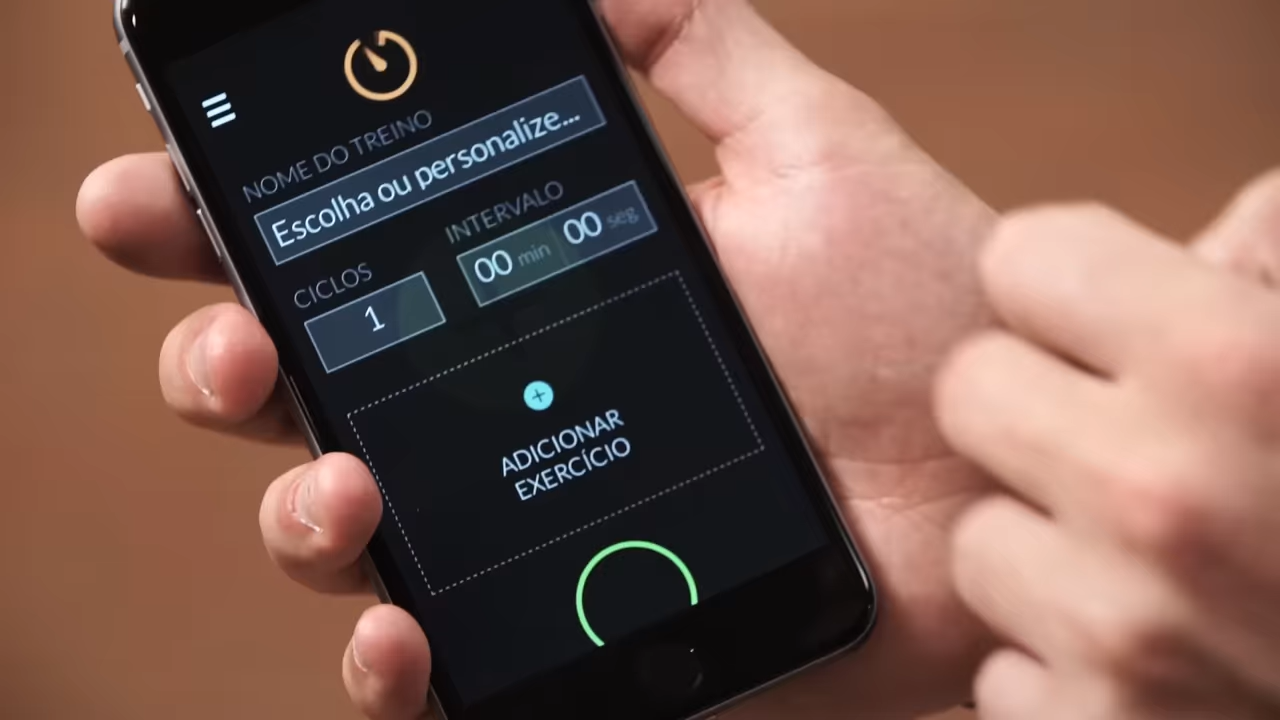 NOME DO TREINO
Escolha ou personalize...
CICLOS
INTERVALO
1
00 min 00 seg
ADICIONAR
EXERCÍCIO